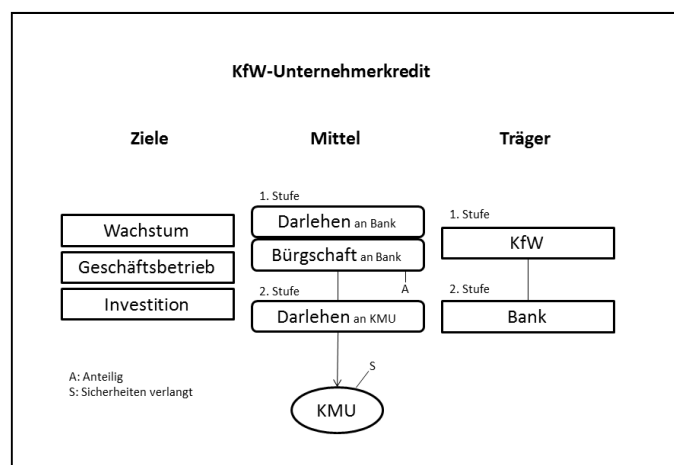 KfW-Unternehmerkredit
Ziele
Mittel
Träger
Wachstum
Geschäftsbetrieb
Investition
1. Stufe
Darlehen an Bank
Bürgschaft an Bank
A
2. Stufe
Darlehen an KMU
S
KMU
1. Stufe
KfW
2. Stufe
Bank
A: Anteilig
S: Sicherheiten verlangt